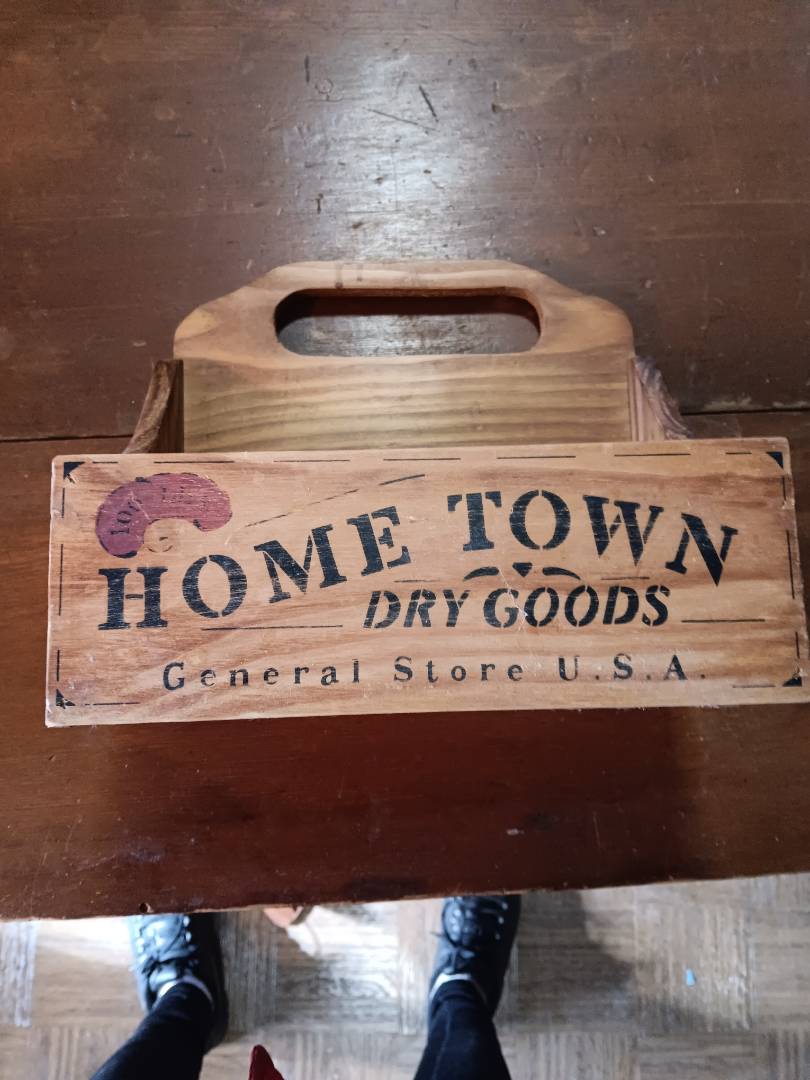 HOME TOWN
DRY GOODS
General Store U.S.A.